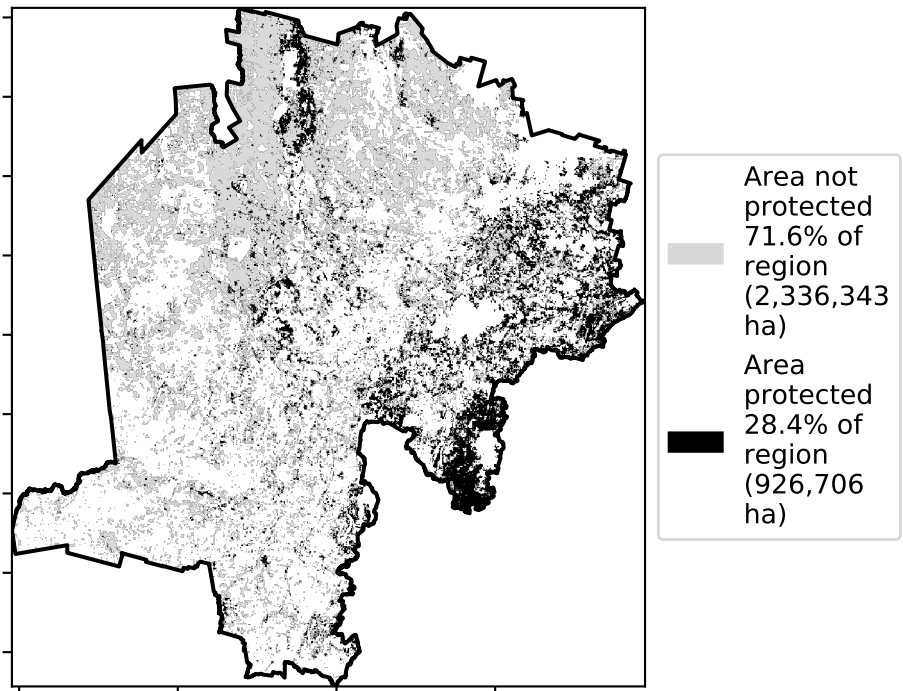 Area not
protected
71.6% of
region
(2,336,343
ha)
Area
protected
28.4% of
region
(926,706
ha)